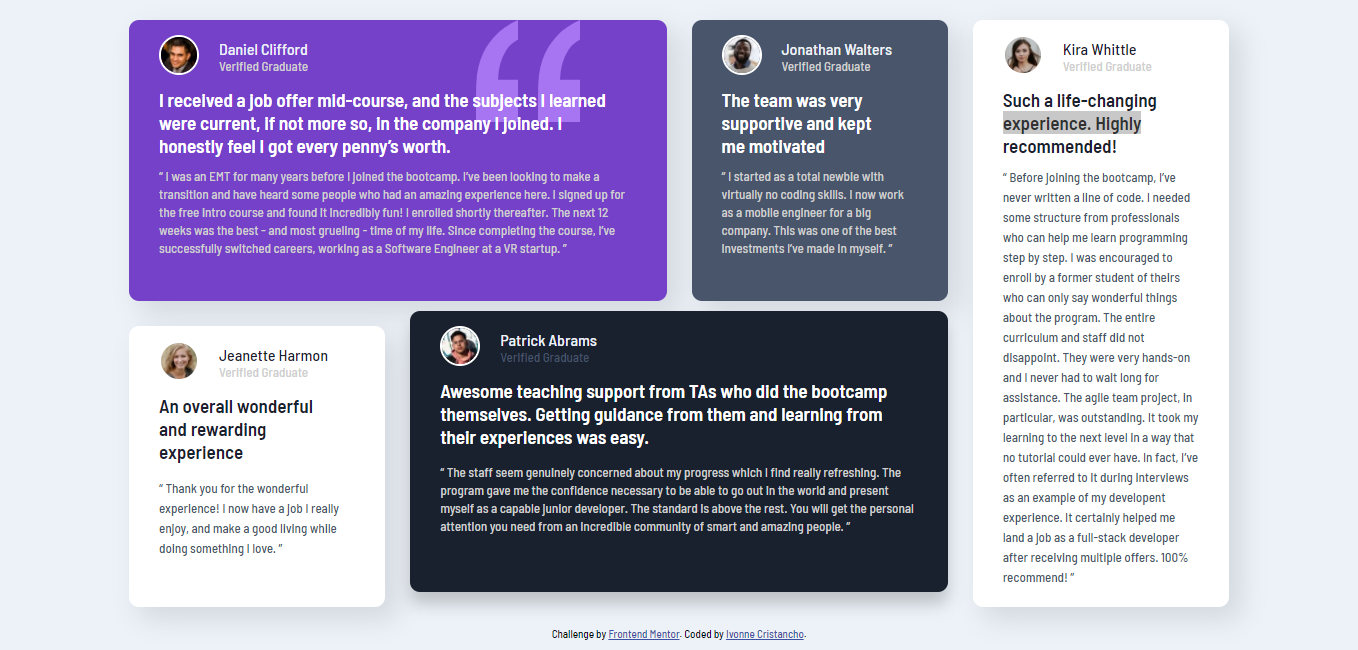 Daniel Clifford
Verified Graduate
I received a job offer mid-course, and the subjects I learned
were current, if not more so, in the company I joined. I
honestly feel I got every penny’s worth.
“ I was an EMT for many years before I joined the bootcamp. I’ve been looking to make a
transition and have heard some people who had an amazing experience here. I signed up for
the free intro course and found it incredibly fun! I enrolled shortly thereafter. The next 12
weeks was the best - and most grueling - time of my life. Since completing the course, I’ve
successfully switched careers, working as a Software Engineer at a VR startup. ”
Jonathan Walters
Verified Graduate
The team was very
supportive and kept
me motivated
“ I started as a total newbie with
virtually no coding skills. I now work
as a mobile engineer for a big
company. This was one of the best
investments I’ve made in myself. ”
Kira Whittle
Verified Graduate
Such a life-changing
experience. Highly
recommended!
“ Before joining the bootcamp, I’ve
never written a line of code. I needed
some structure from professionals
who can help me learn programming
step by step. I was encouraged to
enroll by a former student of theirs
who can only say wonderful things
about the program. The entire
curriculum and staff did not
disappoint. They were very hands-on
and I never had to wait long for
assistance. The agile team project, in
particular, was outstanding. It took my
learning to the next level in a way that
no tutorial could ever have. In fact, I’ve
often referred to it during interviews
as an example of my developent
experience. It certainly helped me
land a job as a full-stack developer
after receiving multiple offers. 100%
recommend! ”
Jeanette Harmon
Verified Graduate
An overall wonderful
and rewarding
experience
“ Thank you for the wonderful
experience! I now have a job I really
enjoy, and make a good living while
doing something I love. ”
Patrick Abrams
Verified Graduate
Awesome teaching support from TAs who did the bootcamp
themselves. Getting guidance from them and learning from
their experiences was easy.
“ The staff seem genuinely concerned about my progress which I find really refreshing. The
program gave me the confidence necessary to be able to go out in the world and present
myself as a capable junior developer. The standard is above the rest. You will get the personal
attention you need from an incredible community of smart and amazing people. ”
Challenge by Frontend Mentor. Coded by Ivonne Cristancho.